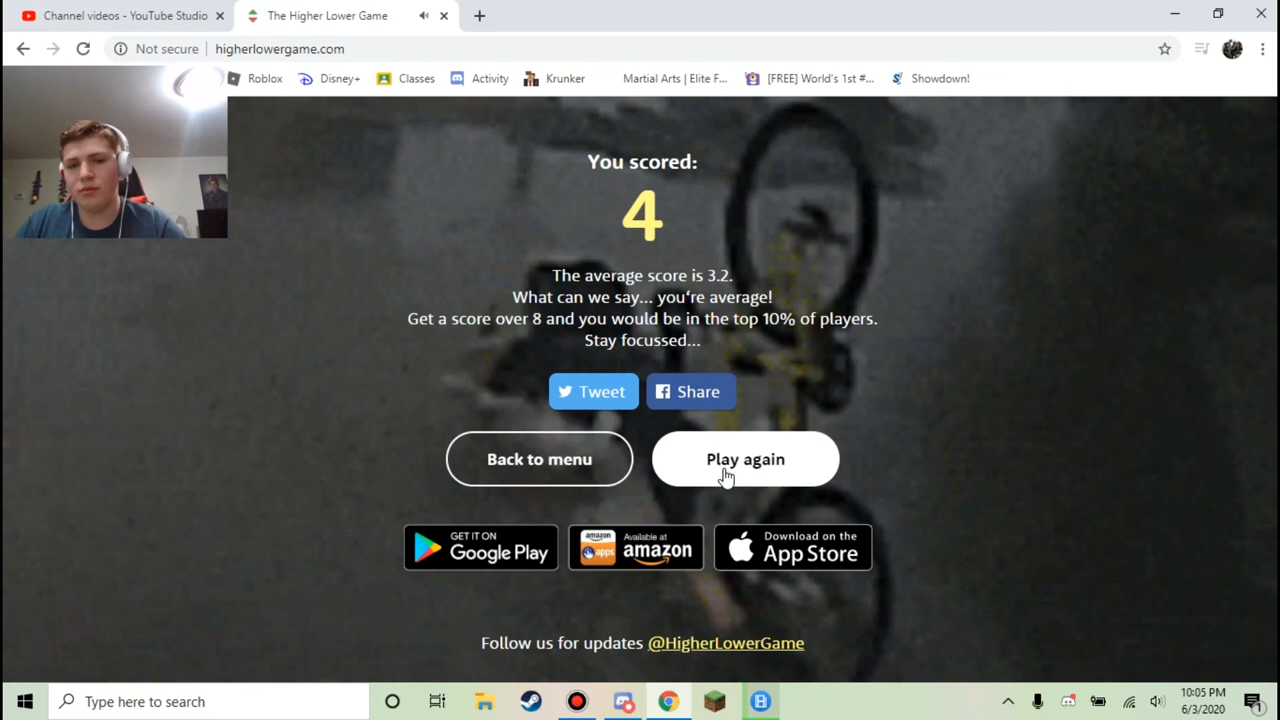 Channel videos - YouTube Studio
The Higher Lower Game
Not secure
higherlowergame.com
Roblox
Disney+
Classes
Activity
Krunker
Martial Arts | Elite F...
[FREE] World's 1st #...
Showdown!
You scored:
4
The average score is 3.2.
What can we say... you're average!
Get a score over 8 and you would be in the top 10% of players.
Stay focussed...
Tweet
Share
Back to menu
Play again
GET IT ON
Google Play
amazon
apps
Available at
amazon
Download on the
App Store
Follow us for updates @HigherLowerGame
Type here to search
10:05 PM
6/3/2020
1